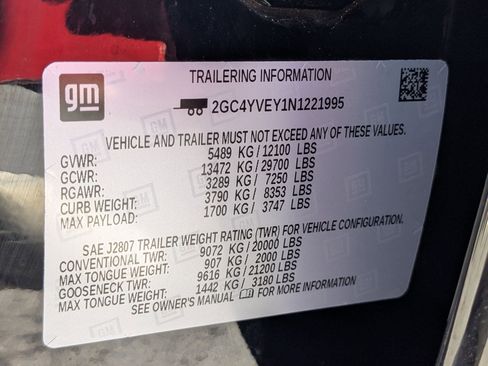 gm
TRAILERING INFORMATION
2GC4YVEY1N1221995
VEHICLE AND TRAILER MUST NOT EXCEED ANY OF THESE VALUES.
GVWR: 5489 KG / 12100 LBS
GCWR: 13472 KG / 29700 LBS
RGAWR: 3289 KG / 7250 LBS
CURB WEIGHT: 3790 KG / 8353 LBS
MAX PAYLOAD: 1700 KG / 3747 LBS
SAE J2807 TRAILER WEIGHT RATING (TWR) FOR VEHICLE CONFIGURATION.
CONVENTIONAL TWR: 9072 KG / 20000 LBS
MAX TONGUE WEIGHT: 907 KG / 2000 LBS
GOOSENECK TWR: 9616 KG / 21200 LBS
MAX TONGUE WEIGHT: 1442 KG / 3180 LBS
SEE OWNER'S MANUAL FOR MORE INFORMATION